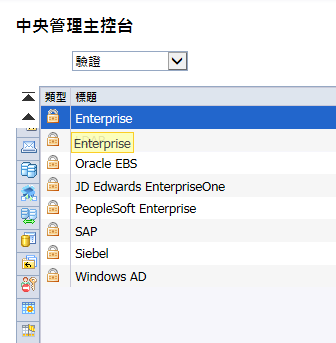 中央管理主控台
驗證
類型 標題
Enterprise
Enterprise
Oracle EBS
JD Edwards EnterpriseOne
PeopleSoft Enterprise
SAP
Siebel
Windows AD